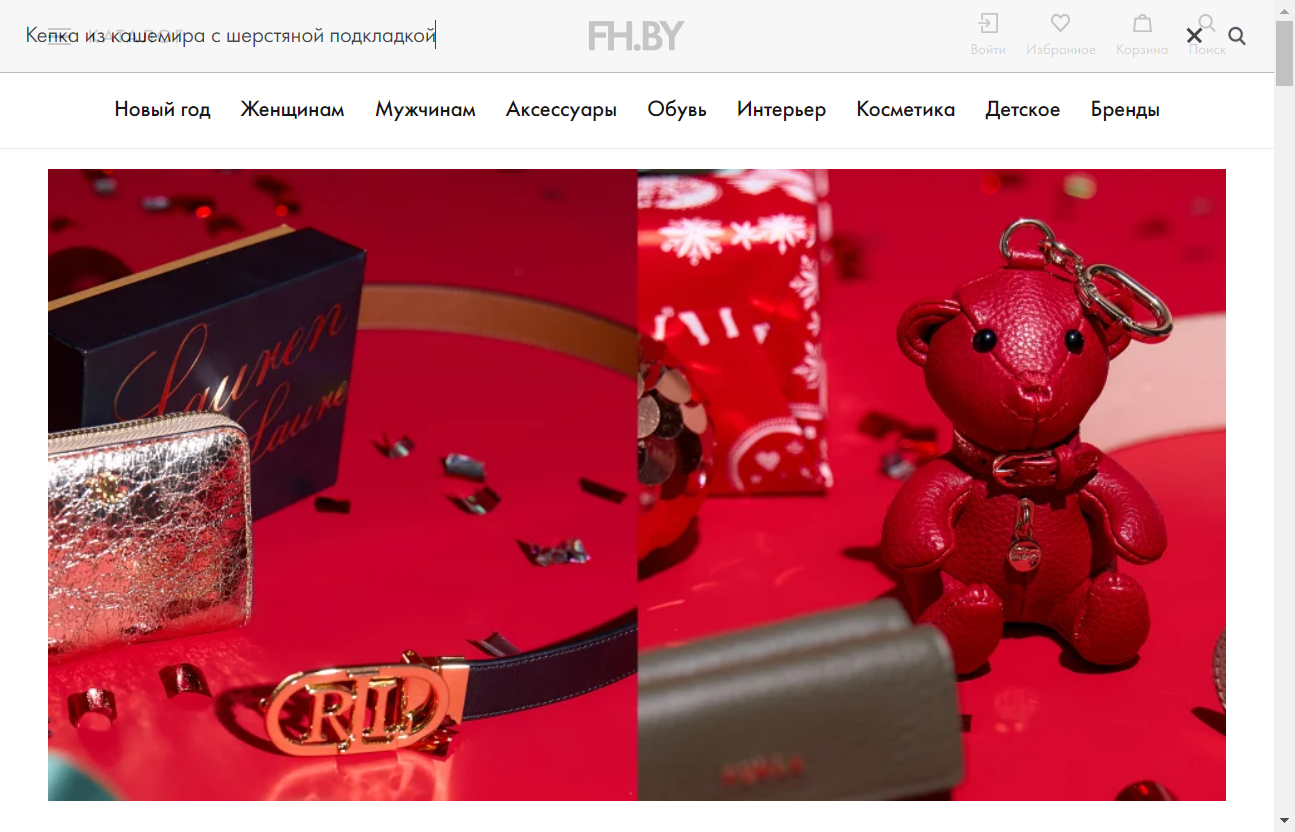 Кепка из кашемира с шерстяной подкладкой
FH.BY
Войти
Избранное
Корзина
Поиск
Новый год
Женщинам
Мужчинам
Аксессуары
Обувь
Интерьер
Косметика
Детское
Бренды
Lauren
RL